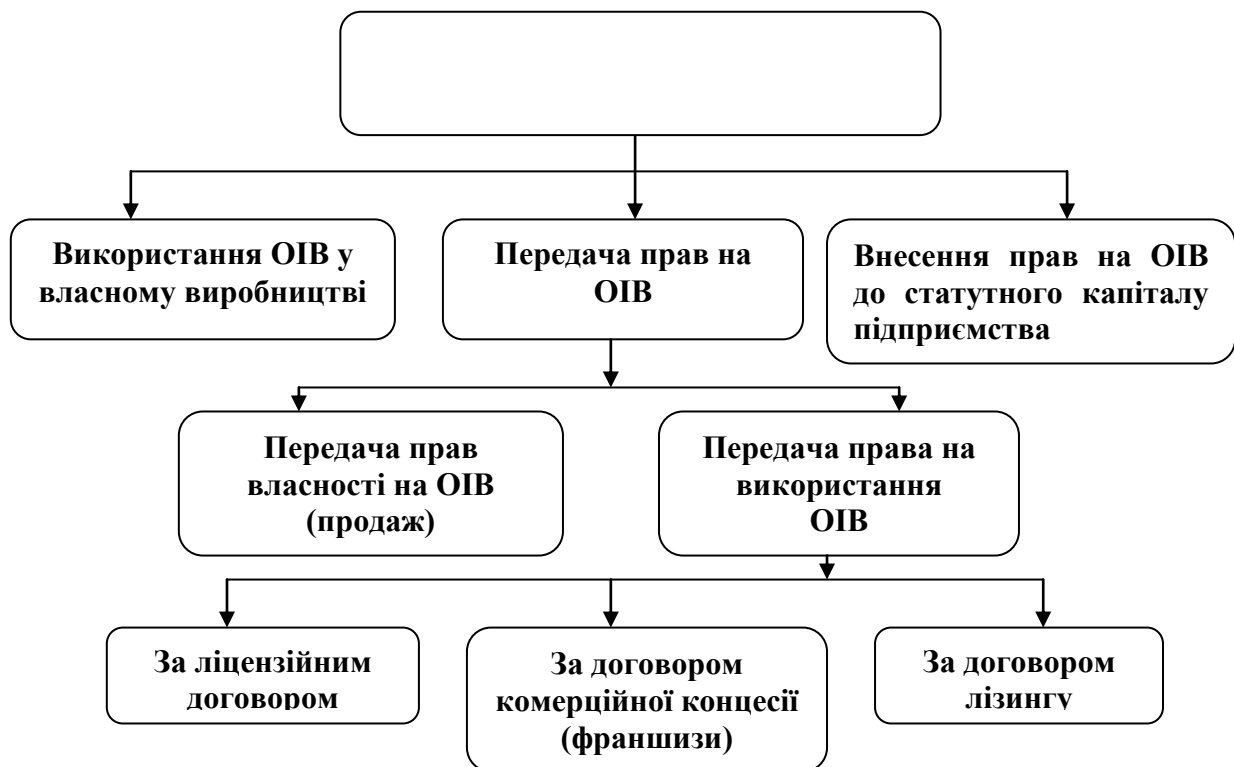 Використання ОІВ у
власному виробництві
Передача прав на
ОІВ
Внесення прав на ОІВ
до статутного капіталу
підприємства
Передача прав
власності на ОІВ
(продаж)
Передача права на
використання
ОІВ
За ліцензійним
договором
За договором
комерційної концесії
(франшизи)
За договором
лізингу